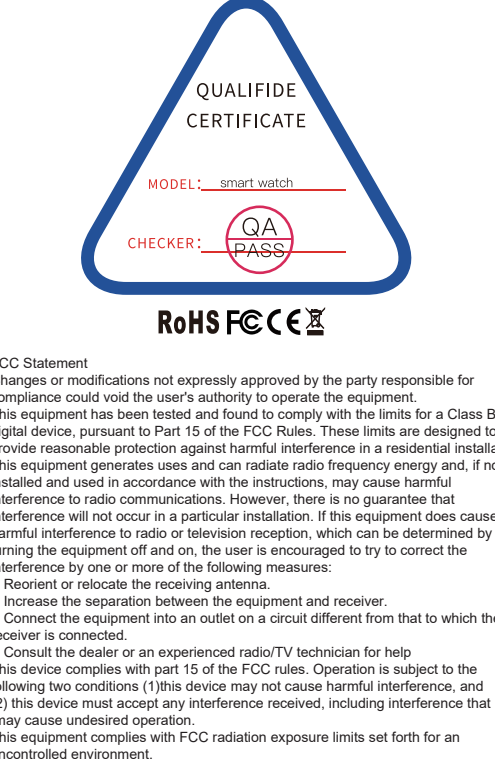 QUALIFIDE
CERTIFICATE
MODEL: smart watch
CHECKER:
QA
PASS
RoHS FC CE
CC Statement
hanges or modifications not expressly approved by the party responsible for
ompliance could void the user's authority to operate the equipment.
his equipment has been tested and found to comply with the limits for a Class B
igital device, pursuant to Part 15 of the FCC Rules. These limits are designed to
rovide reasonable protection against harmful interference in a residential installa
his equipment generates uses and can radiate radio frequency energy and, if no
nstalled and used in accordance with the instructions, may cause harmful
nterference to radio communications. However, there is no guarantee that
nterference will not occur in a particular installation. If this equipment does cause
armful interference to radio or television reception, which can be determined by
urning the equipment off and on, the user is encouraged to try to correct the
nterference by one or more of the following measures:
Reorient or relocate the receiving antenna.
Increase the separation between the equipment and receiver.
Connect the equipment into an outlet on a circuit different from that to which the
eceiver is connected.
Consult the dealer or an experienced radio/TV technician for help
his device complies with part 15 of the FCC rules. Operation is subject to the
ollowing two conditions (1)this device may not cause harmful interference, and
2) this device must accept any interference received, including interference that
may cause undesired operation.
his equipment complies with FCC radiation exposure limits set forth for an
ncontrolled environment.